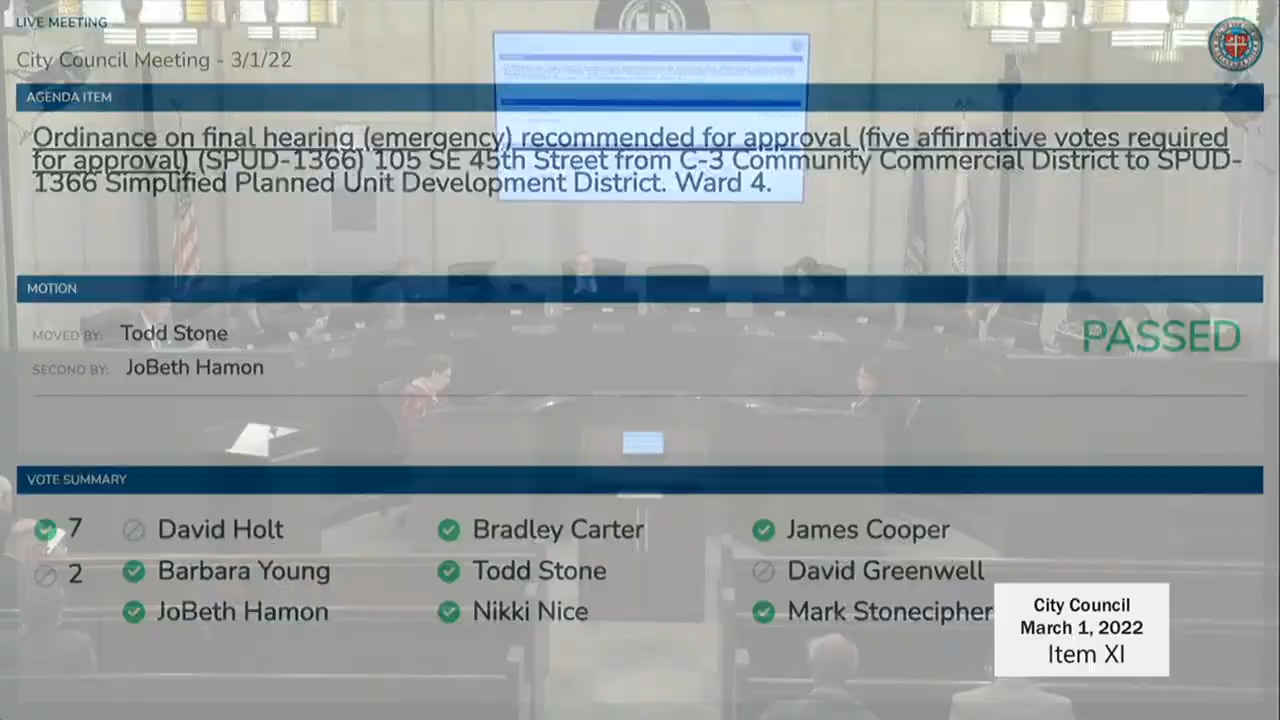 LIVE MEETING
City Council Meeting - 3/1/22
AGENDA ITEM
Ordinance on final hearing (emergency) recommended for approval (five affirmative votes required
for approval) (SPUD-1366) 105 SE 45th Street from C-3 Community Commercial District to SPUD-
1366 Simplified Planned Unit Development District. Ward 4.
MOTION
MOVED BY: Todd Stone
PASSED
SECOND BY: JoBeth Hamon
VOTE SUMMARY
7 David Holt Bradley Carter James Cooper
2 Barbara Young Todd Stone David Greenwell
JoBeth Hamon Nikki Nice Mark Stonecipher
City Council
March 1, 2022
Item XI